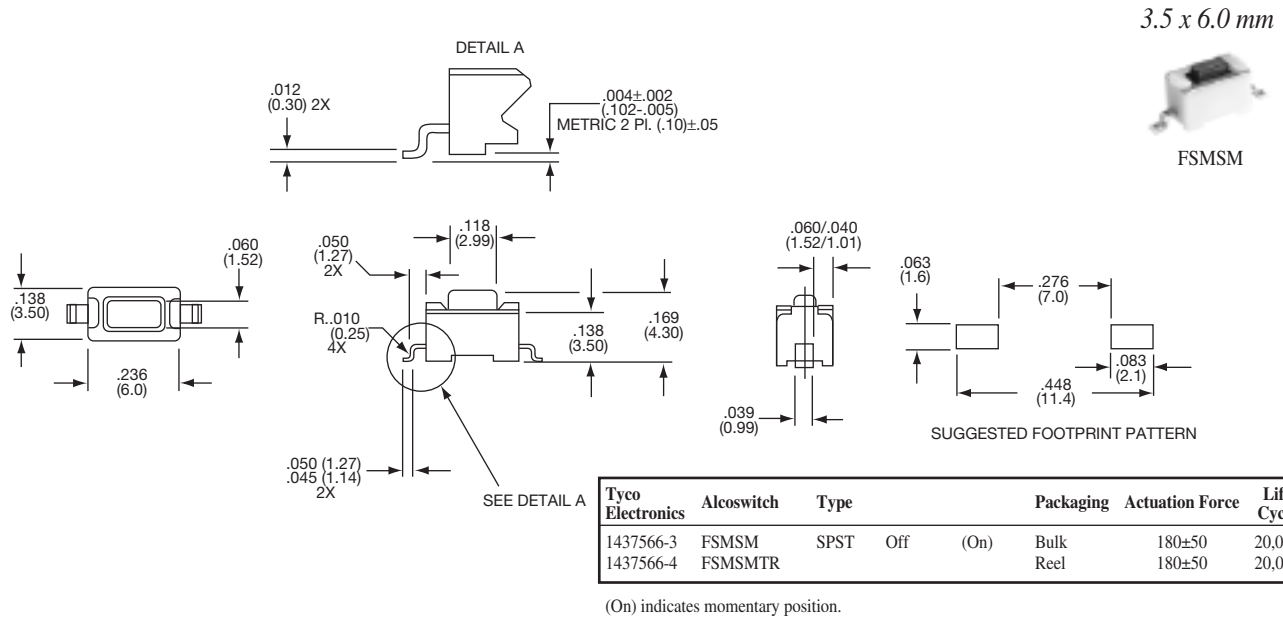 3.5 x 6.0 mm
DETAIL A
.012
(0.30) 2X
.004±.002
(.102-.005)
METRIC 2 Pl. (.10)±.05
FSMSM
.138
(3.50)
.060
(1.52)
.236
(6.0)
.050
(1.27)
2X
.118
(2.99)
R..010
(0.25)
4X
.138
(3.50)
.169
(4.30)
.050 (1.27)
.045 (1.14)
2X
SEE DETAIL A
.060/.040
(1.52/1.01)
.039
(0.99)
.063
(1.6)
.276
(7.0)
.083
(2.1)
.448
(11.4)
SUGGESTED FOOTPRINT PATTERN
Tyco Electronics Alcoswitch Type Packaging Actuation Force
1437566-3 FSMSM SPST Off (On) Bulk 180±50 20,0
1437566-4 FSMSMTR Reel 180±50 20,0
(On) indicates momentary position.